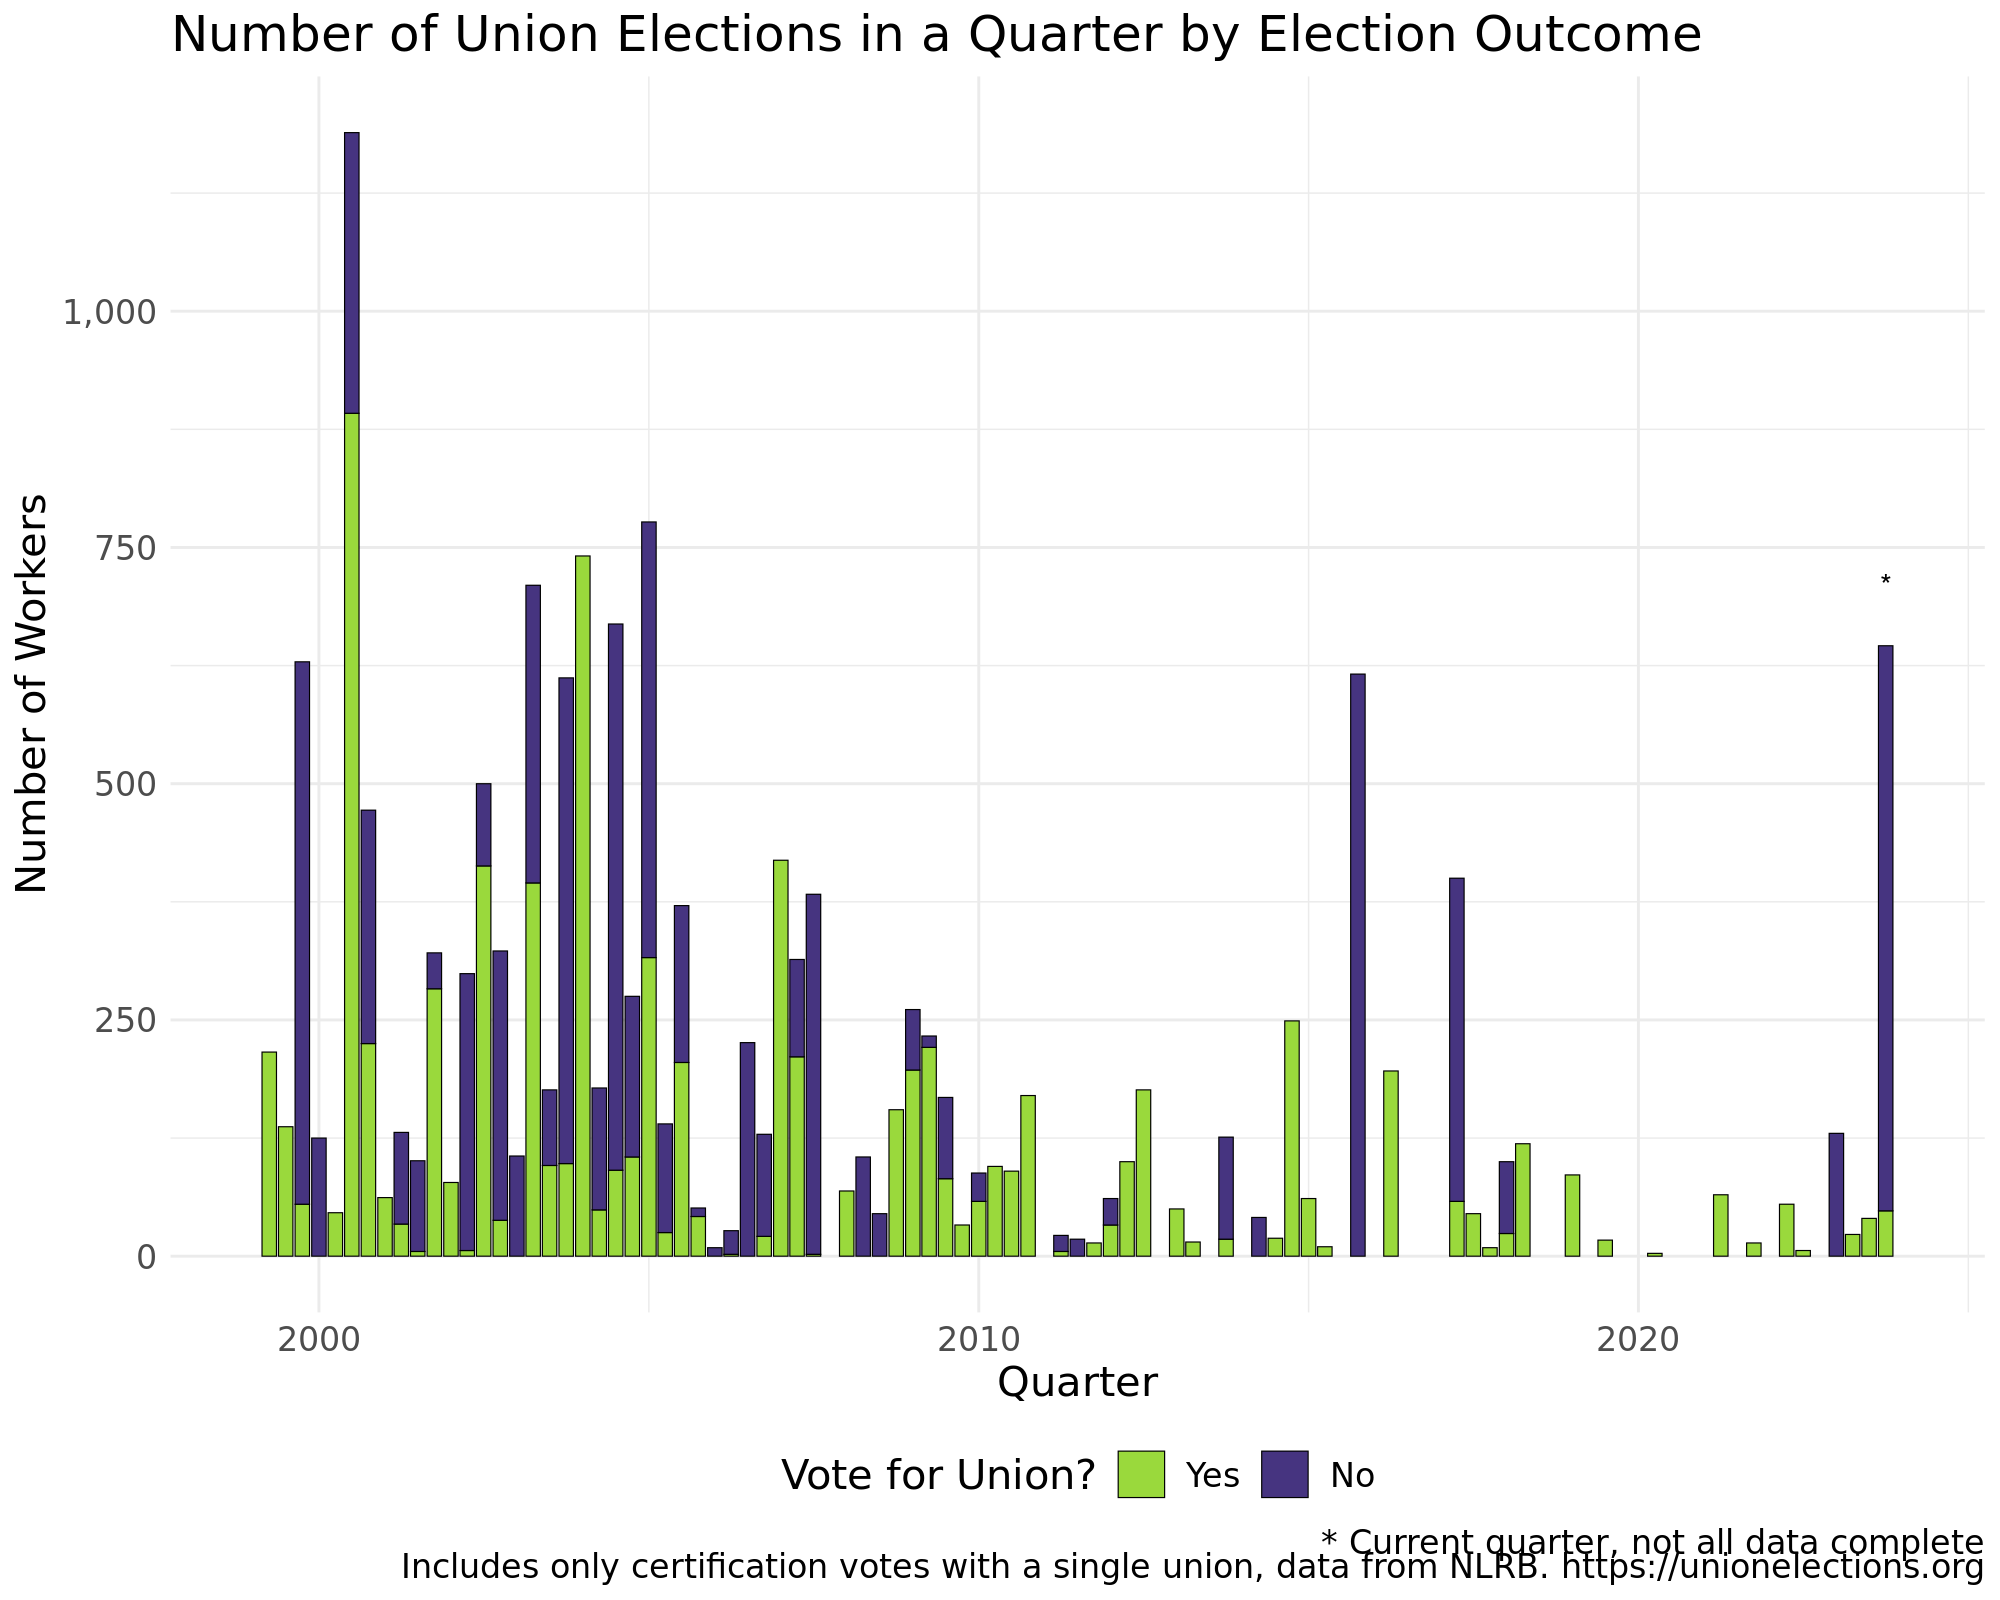 Number of Union Elections in a Quarter by Election Outcome
Number of Workers
1,000
750
500
250
0
*
2000
2010
2020
Quarter
Vote for Union?
Yes
No
* Current quarter, not all data complete
Includes only certification votes with a single union, data from NLRB. https://unionelections.org